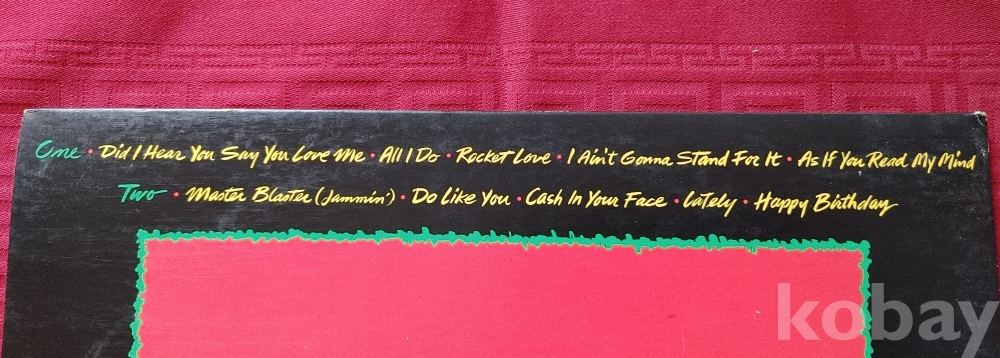 One • Did I Hear You Say You Love Me • All I Do • Rocket Love • I Ain't Gonna Stand For It • As If You Read My Mind
Two • Master Blaster (Jammin') • Do Like You • Cash In Your Face • Lately • Happy Birthday
kobay